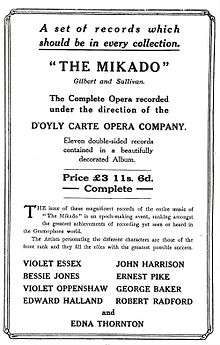 A set of records which
should be in every collection.
"THE MIKADO"
Gilbert and Sullivan.
The Complete Opera recorded
under the direction of the
D'OYLY CARTE OPERA COMPANY.
Eleven double-sided records
contained in a beautifully
decorated Album.
Price £3 11s. 6d.
— Complete —
THE issue of these magnificent records of the entire music of
"The Mikado" is an epoch-making event, ranking amongst
the greatest achievements of recording yet seen or heard in
the Gramophone world.
The Artists personating the different characters are those of the
front rank and they fill the rôles with the greatest possible success.
VIOLET ESSEX JOHN HARRISON
BESSIE JONES ERNEST PIKE
VIOLET OPPENSHAW GEORGE BAKER
EDWARD HALLAND ROBERT RADFORD
and
EDNA THORNTON